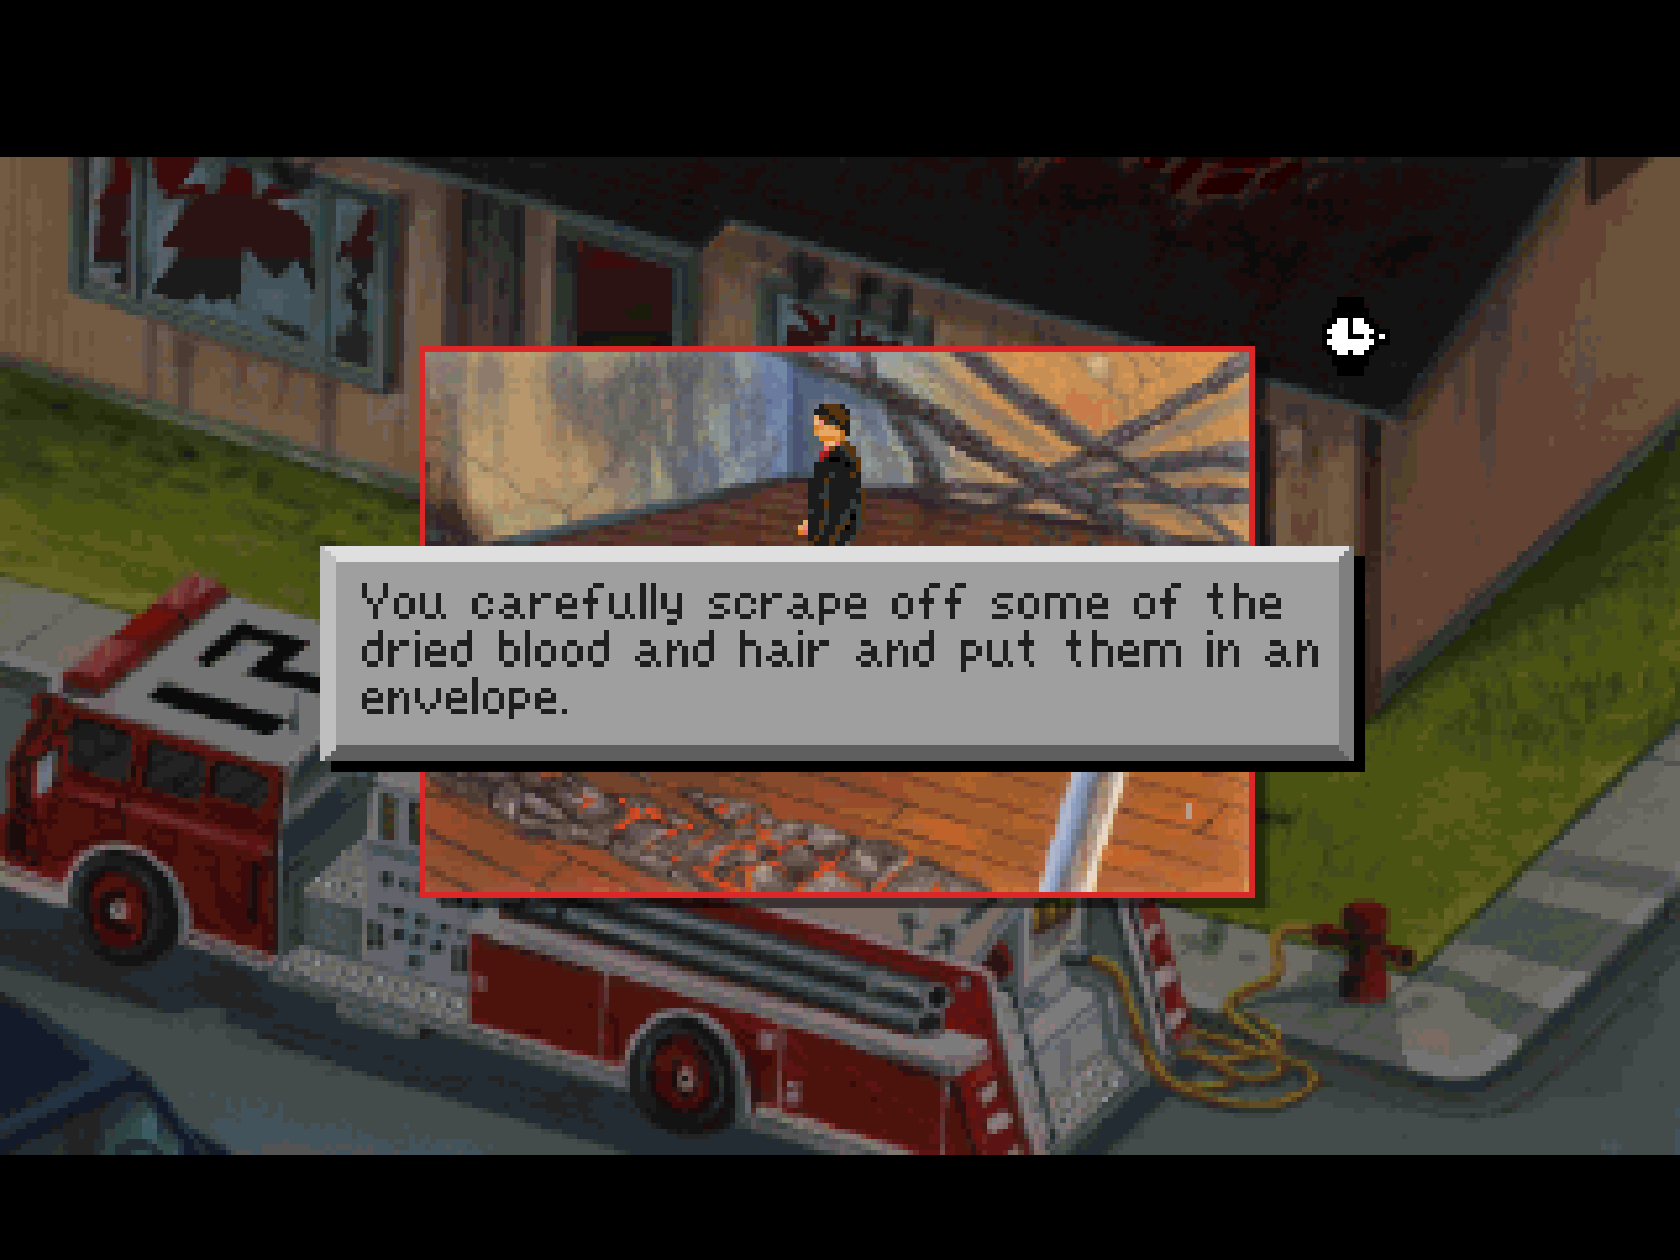 You carefully scrape off some of the
dried blood and hair and put them in an
envelope.